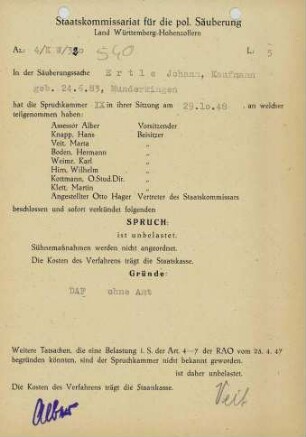 Staatskommissariat für die pol. Säuberung
Land Württemberg-Hohenzollern
Az. 540
L: 5
In der Säuberungssache Ertle Johann, Kaufmann
geb. 24.6.83, Munderkingen
hat die Spruchkammer XX in ihrer Sitzung am 29.10.48 an welcher
teilgenommen haben:
Assessor Alber Vorsitzender
Knapp, Hans Beisitzer
Veit, Maria "
Boden, Hermann "
Weimr, Karl "
Him, Wilhelm "
Kottmann, O.Stud.Dir. "
Klett, Martin "
Angestellter Otto Hager Vertreter des Staatskommissars
beschlossen und sofort verkündet folgenden
SPRUCH:
ist unbelastet.
Sühnemaßnahmen werden nicht angeordnet.
Die Kosten des Verfahrens trägt die Staatskasse.
Gründe:
DAF ohne Amt
Weitere Tatsachen, die eine Belastung i. S. der Art. 4—7 der RAO vom 24. 4. 47
begründen könnten, sind der Spruchkammer nicht bekannt geworden.
ist daher unbelastet.
Die Kosten des Verfahrens trägt die Staatskasse.
Alber
Veit